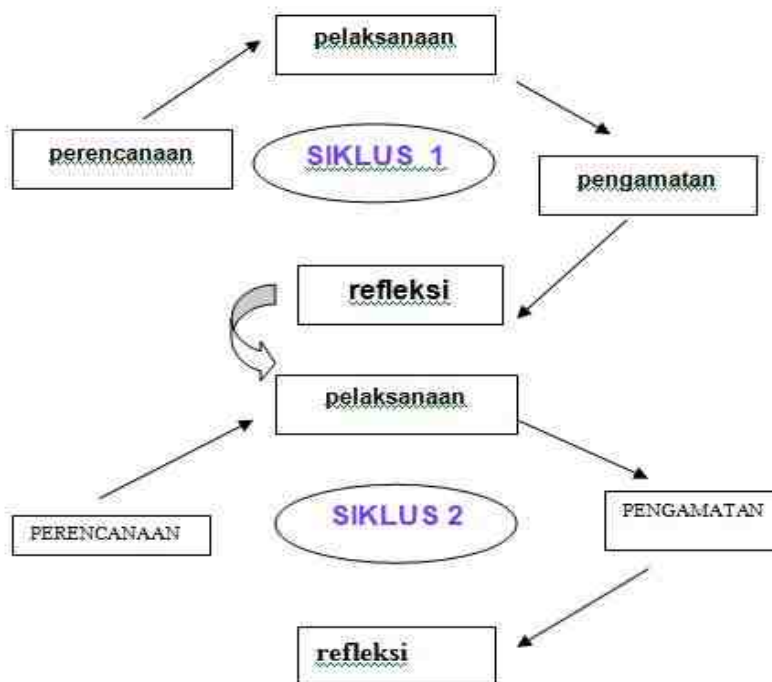 pelaksanaan
perencanaan
SIKLUS 1
pengamatan
refleksi
pelaksanaan
PERENCANAAN
SIKLUS 2
PENGAMATAN
refleksi